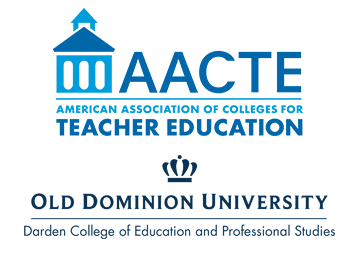 AACTE
AMERICAN ASSOCIATION OF COLLEGES FOR
TEACHER EDUCATION
OLD DOMINION UNIVERSITY
Darden College of Education and Professional Studies